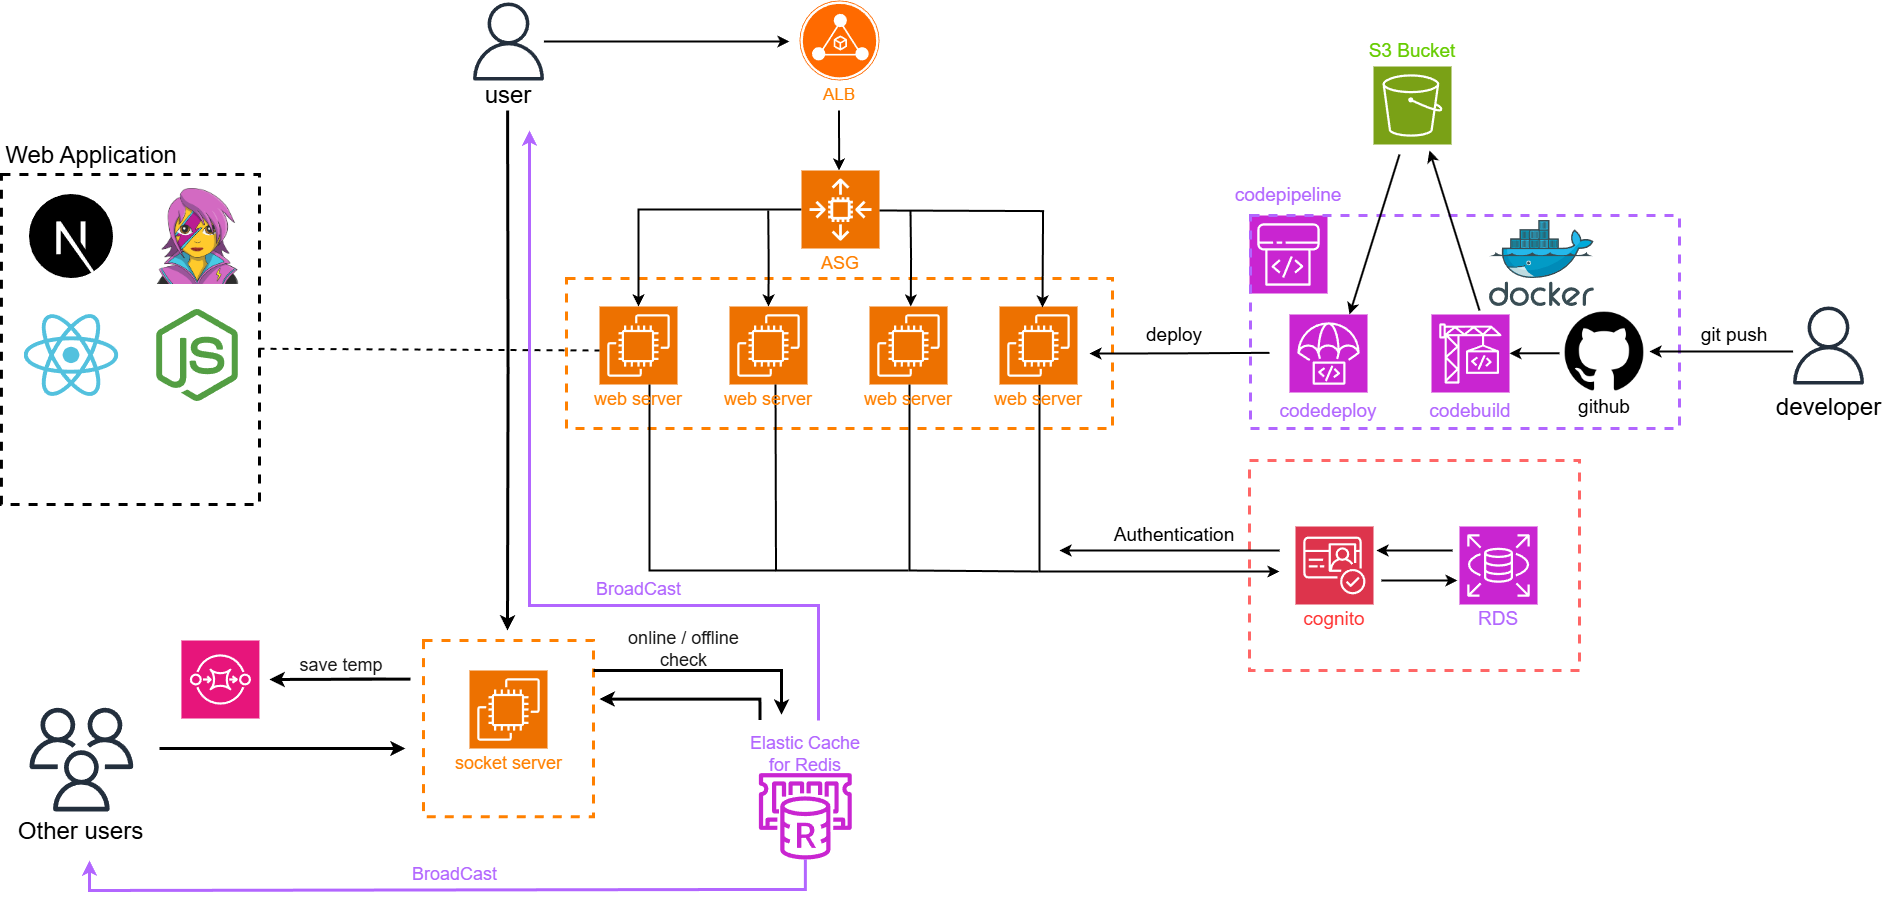 user
ALB
S3 Bucket
Web Application
N
JS
ASG
codepipeline
docker
web server
web server
web server
web server
deploy
codedeploy
codebuild
github
git push
developer
Authentication
cognito
RDS
BroadCast
save temp
online / offline
check
socket server
Elastic Cache
for Redis
R
Other users
BroadCast